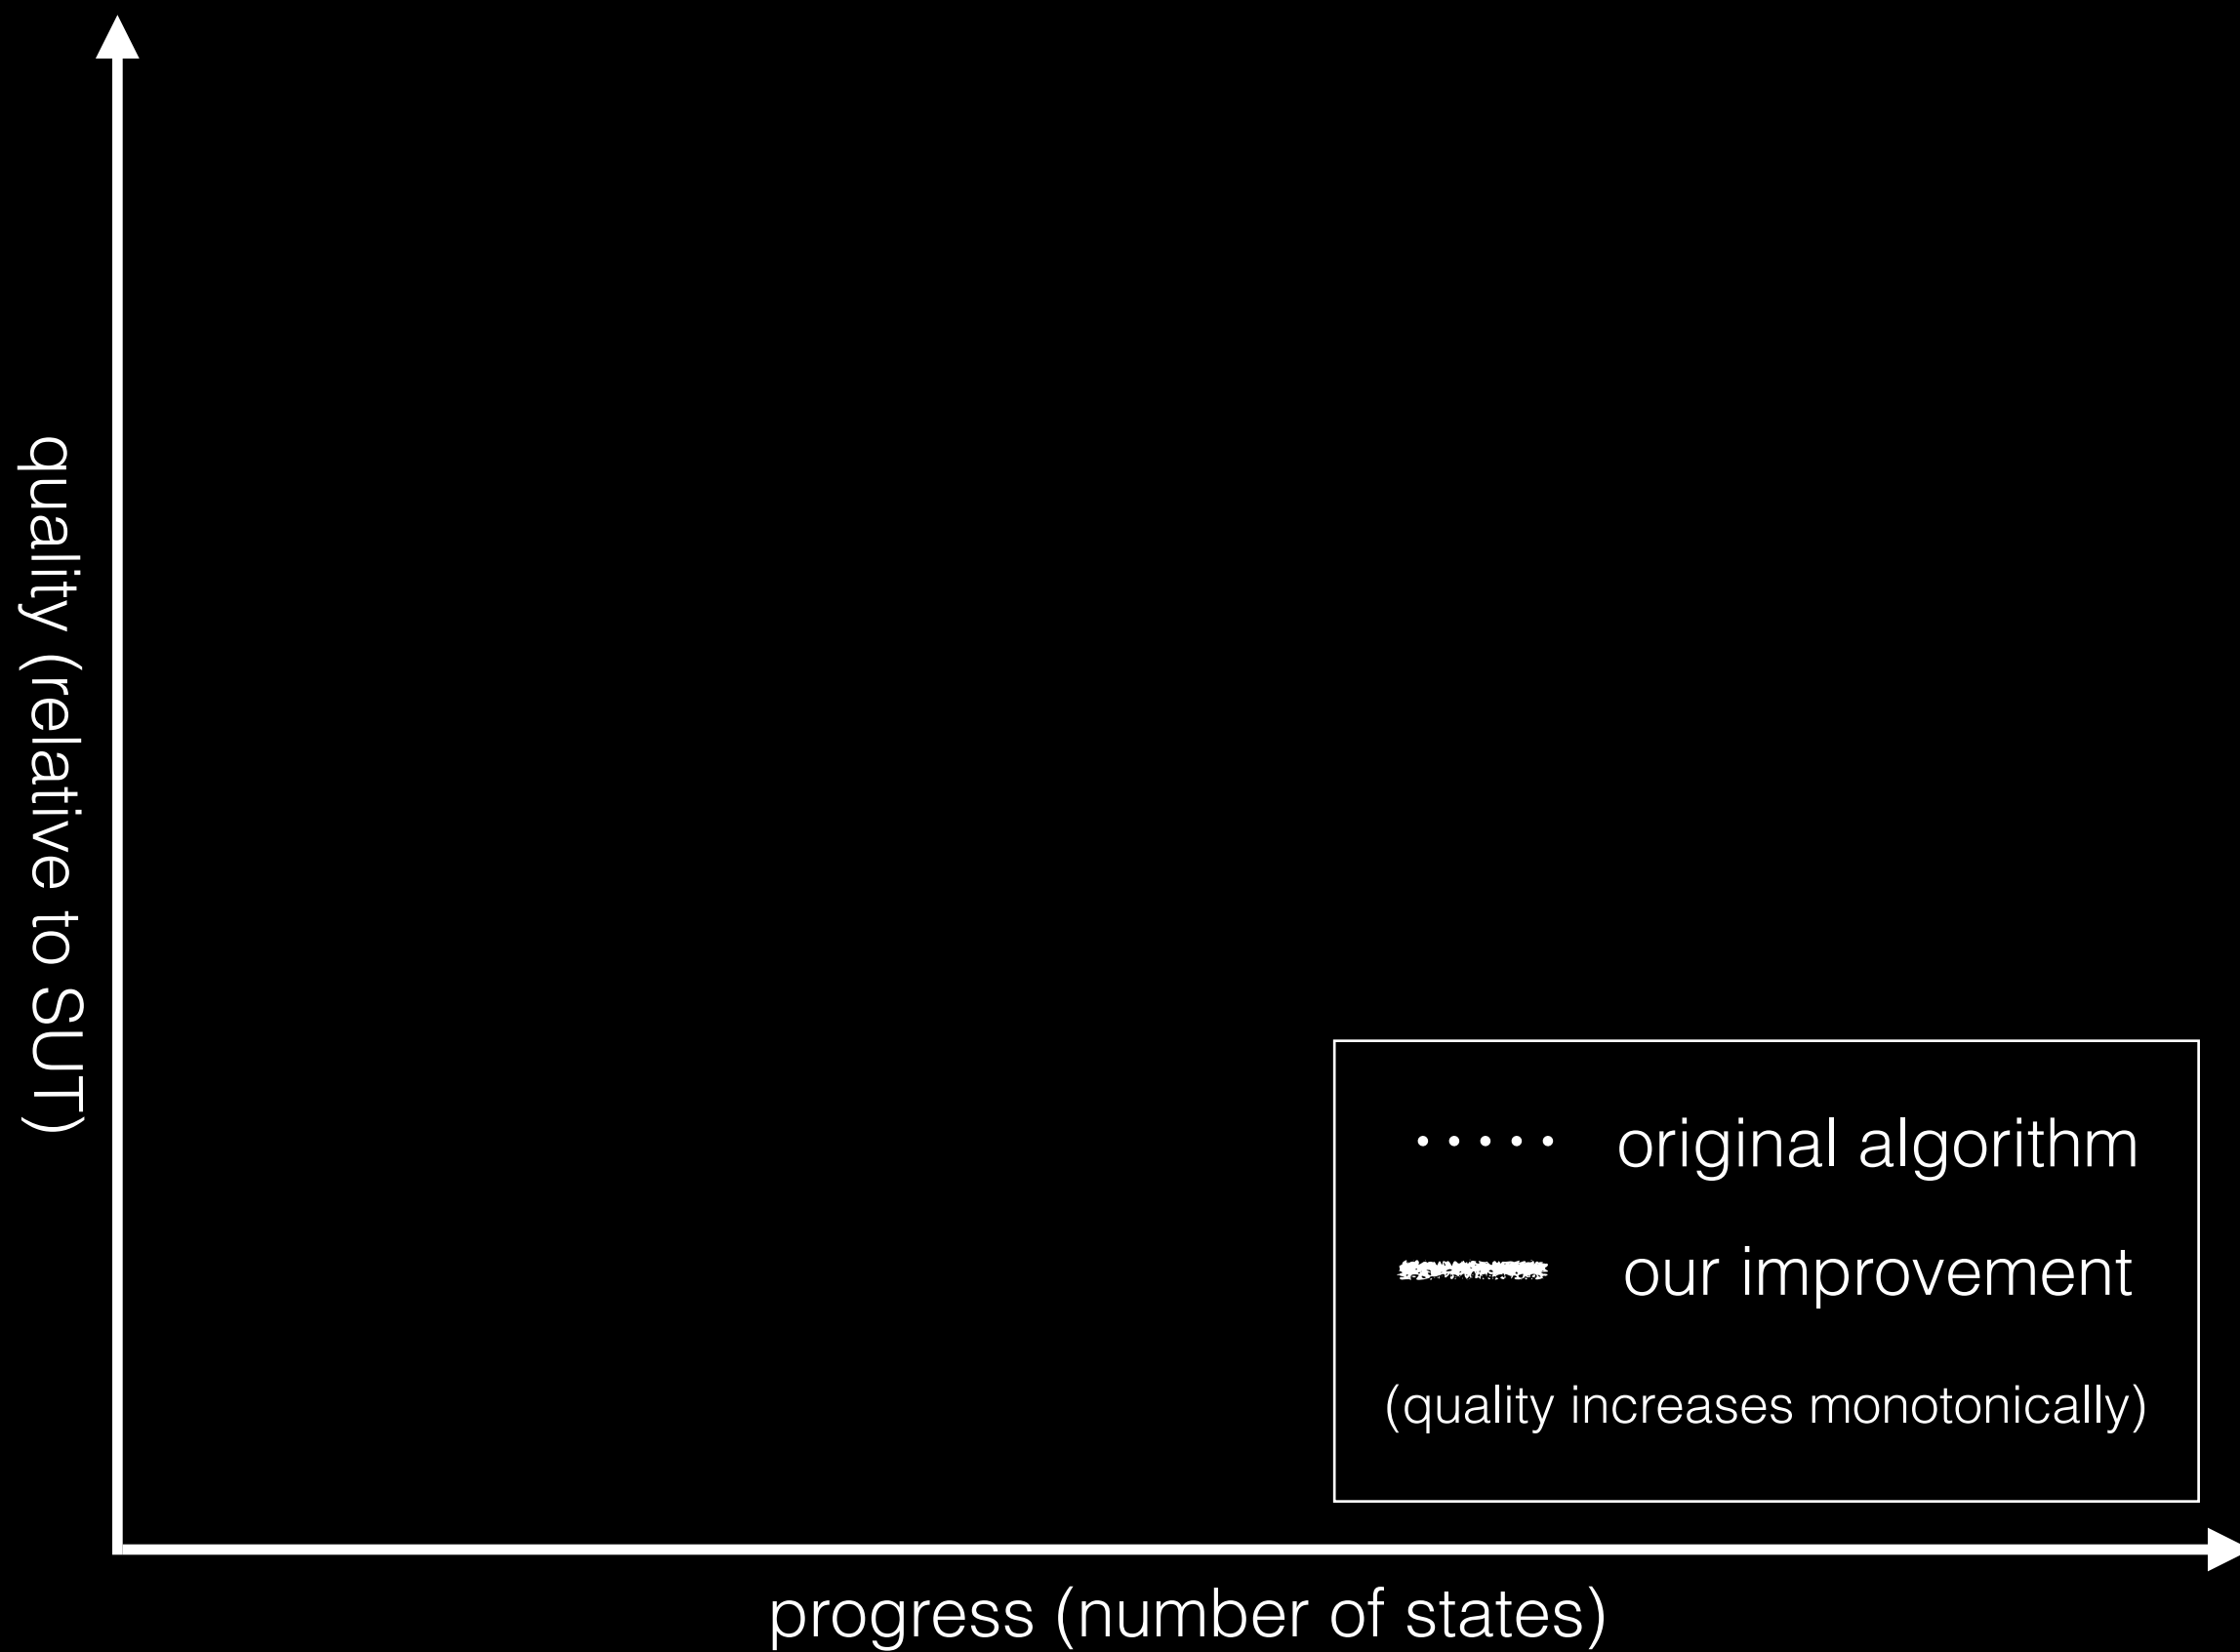 quality (relative to SUT)
original algorithm
our improvement
(quality increases monotonically)
progress (number of states)